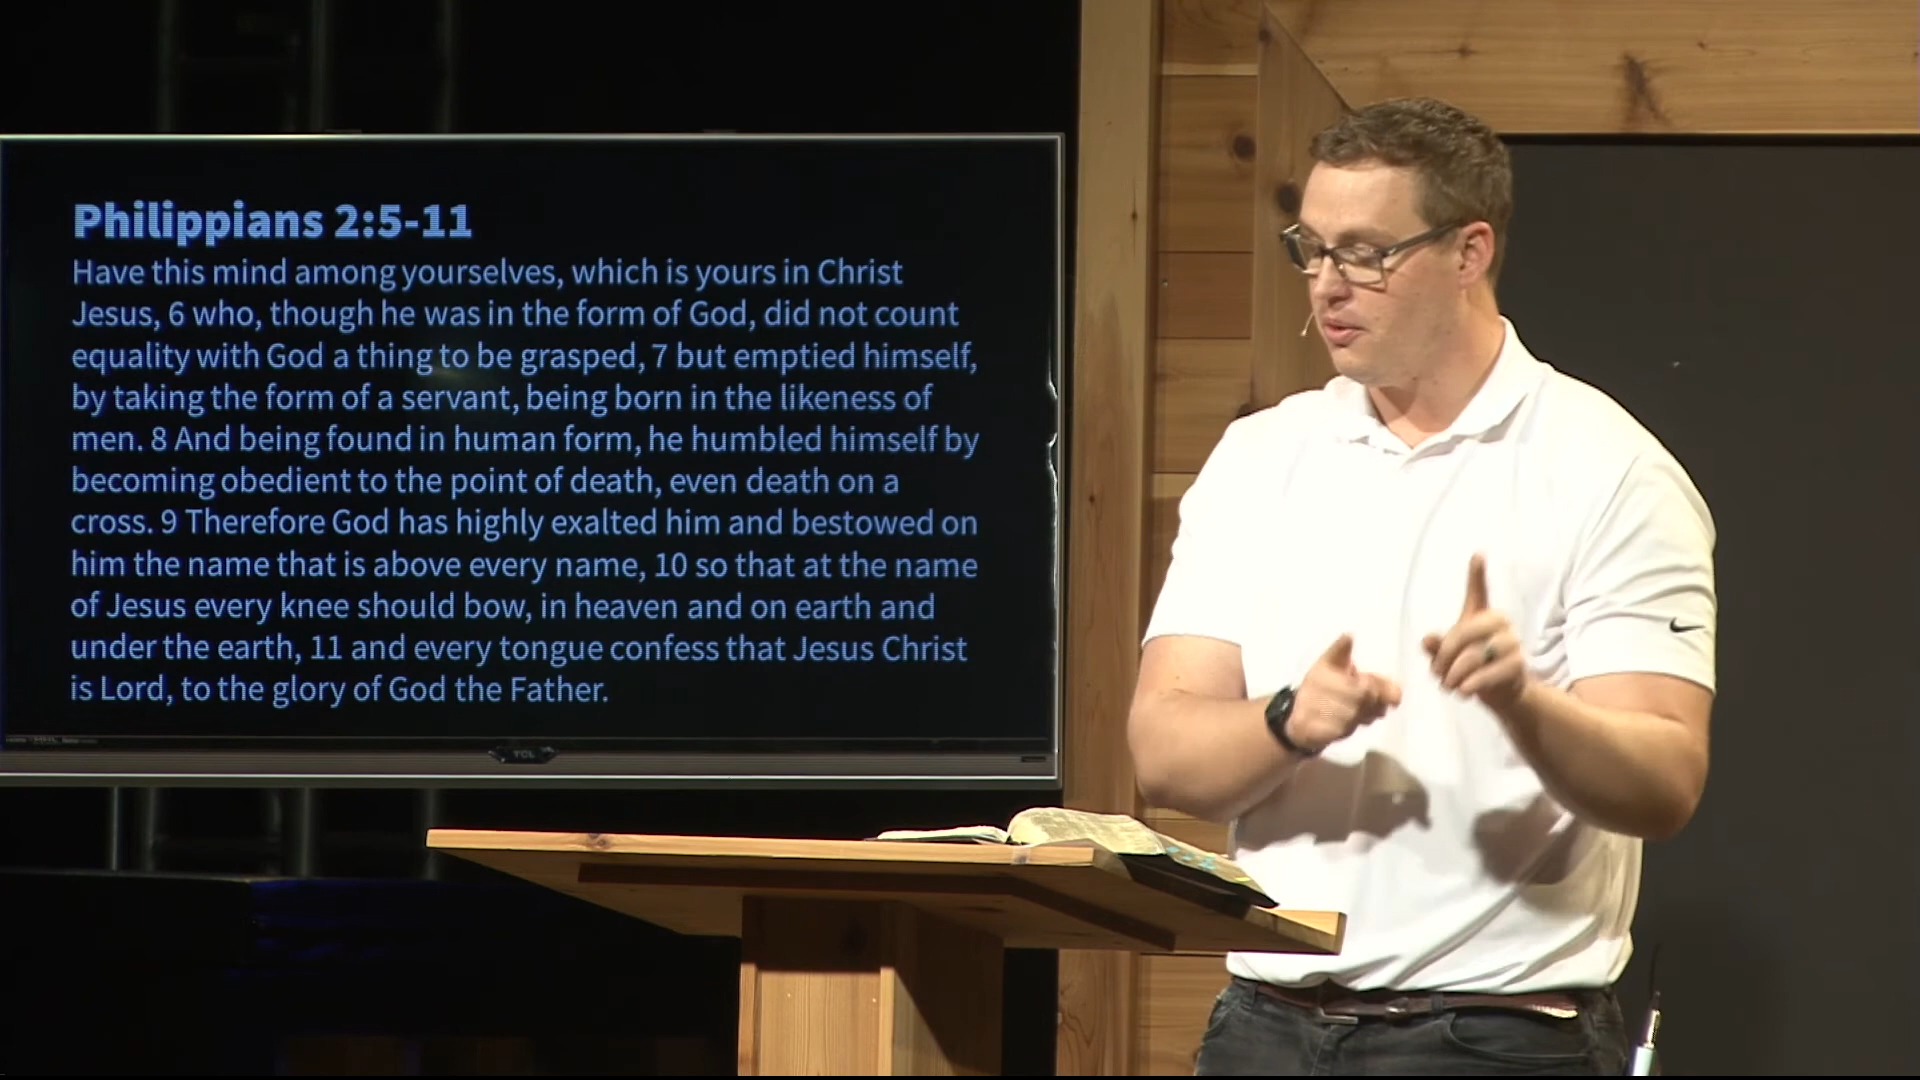 Philippians 2:5-11
Have this mind among yourselves, which is yours in Christ
Jesus, 6 who, though he was in the form of God, did not count
equality with God a thing to be grasped, 7 but emptied himself,
by taking the form of a servant, being born in the likeness of
men. 8 And being found in human form, he humbled himself by
becoming obedient to the point of death, even death on a
cross. 9 Therefore God has highly exalted him and bestowed on
him the name that is above every name, 10 so that at the name
of Jesus every knee should bow, in heaven and on earth and
under the earth, 11 and every tongue confess that Jesus Christ
is Lord, to the glory of God the Father.
TCL